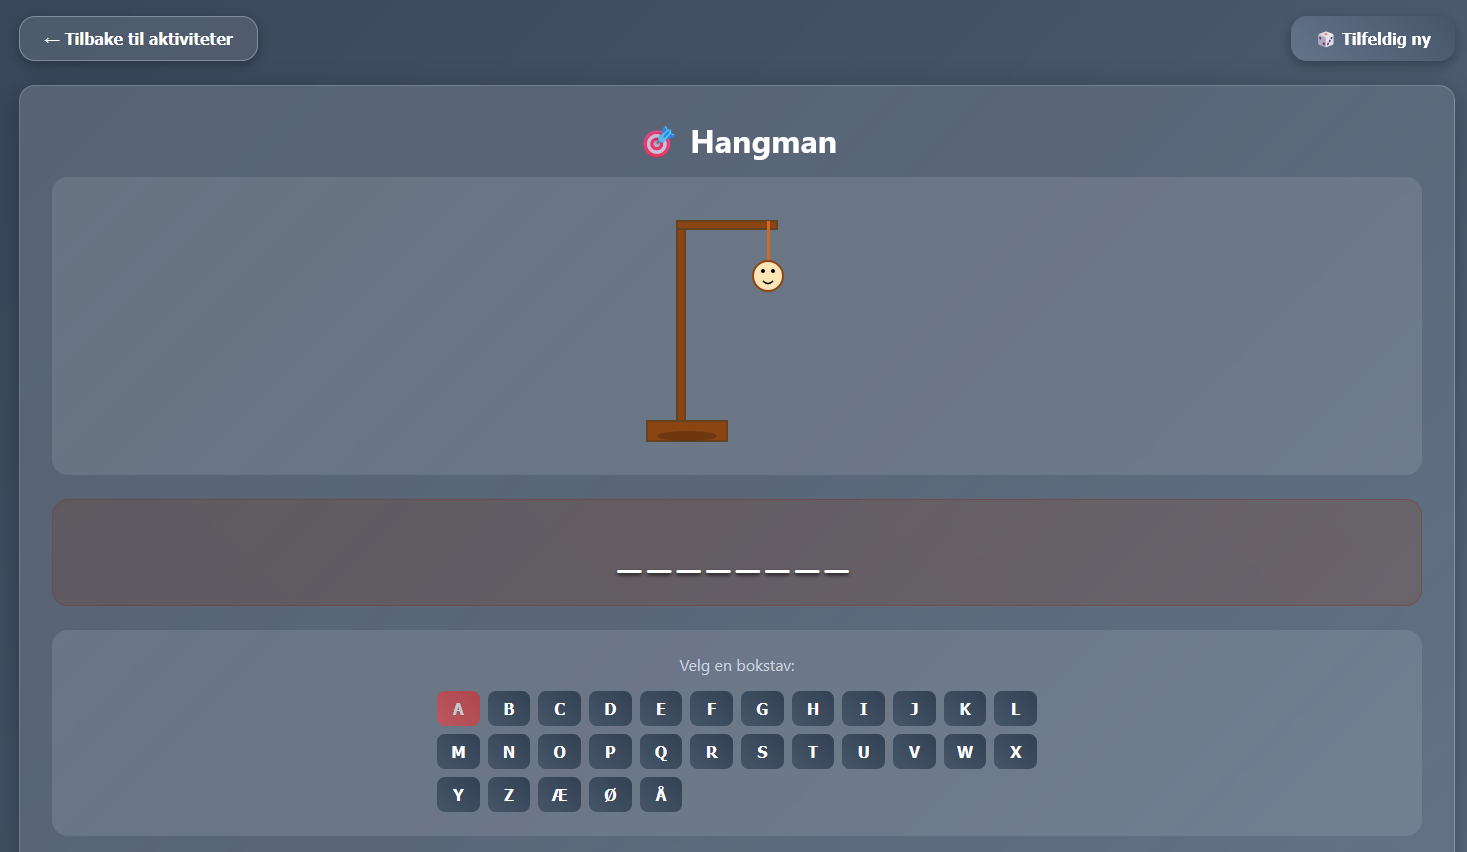 ← Tilbake til aktiviteter
🎲 Tilfeldig ny
🎯 Hangman
_ _ _ _ _ _ _ _
Velg en bokstav:
A B C D E F G H I J K L
M N O P Q R S T U V W X
Y Z Æ Ø Å